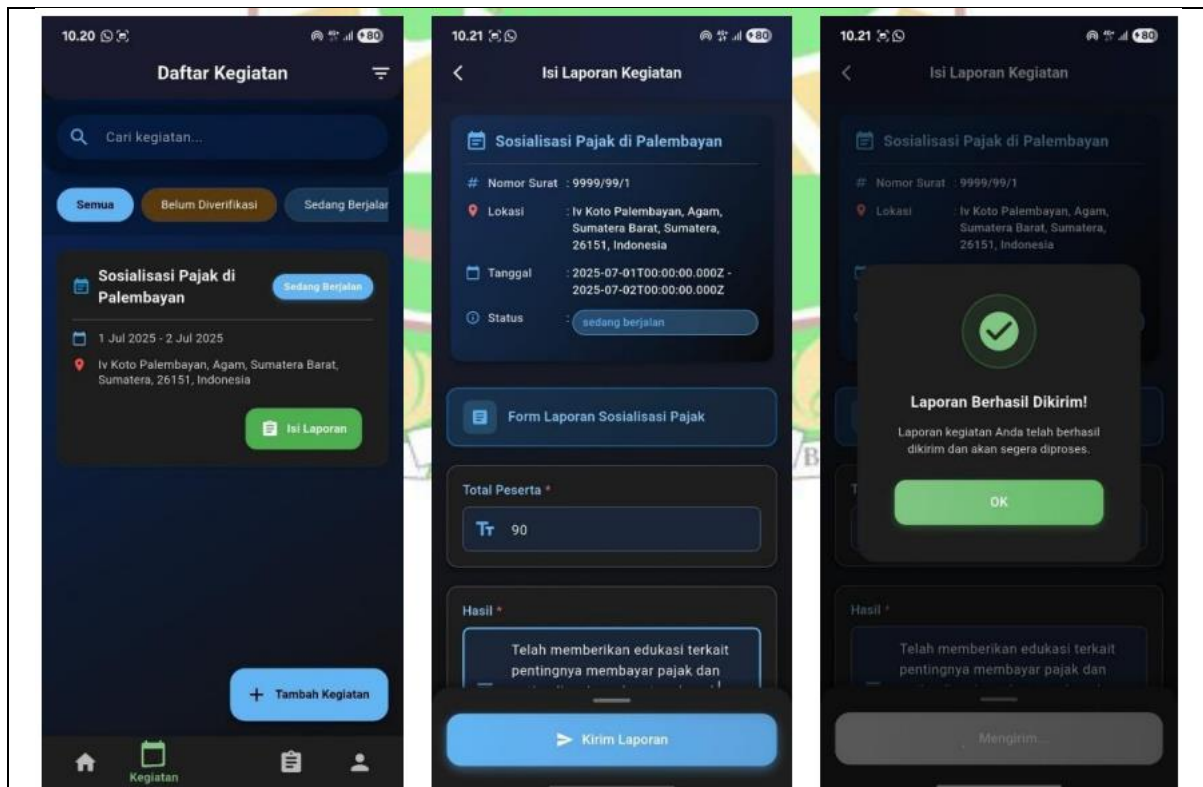 10.20
80
Daftar Kegiatan
Cari kegiatan...
Semua
Belum Diverifikasi
Sedang Berjalan
Sosialisasi Pajak di
Palembayan
Sedang Berjalan
1 Jul 2025 - 2 Jul 2025
Iv Koto Palembayan, Agam, Sumatera Barat,
Sumatera, 26151, Indonesia
Isi Laporan
+ Tambah Kegiatan
Kegiatan
10.21
80
Isi Laporan Kegiatan
Sosialisasi Pajak di Palembayan
# Nomor Surat : 9999/99/1
Lokasi : Iv Koto Palembayan, Agam,
Sumatera Barat, Sumatera,
26151, Indonesia
Tanggal : 2025-07-01T00:00:00.000Z -
2025-07-02T00:00:00.000Z
Status : sedang berjalan
Form Laporan Sosialisasi Pajak
Total Peserta *
TT 90
Hasil *
Telah memberikan edukasi terkait
pentingnya membayar pajak dan
Kirim Laporan
10.21
80
Isi Laporan Kegiatan
Sosialisasi Pajak di Palembayan
# Nomor Surat : 9999/99/1
Lokasi : Iv Koto Palembayan, Agam,
Sumatera Barat, Sumatera,
26151, Indonesia
Laporan Berhasil Dikirim!
Laporan kegiatan Anda telah berhasil
dikirim dan akan segera diproses.
OK
T
Hasil *
Telah memberikan edukasi terkait
pentingnya membayar pajak dan
Mengirim...
B